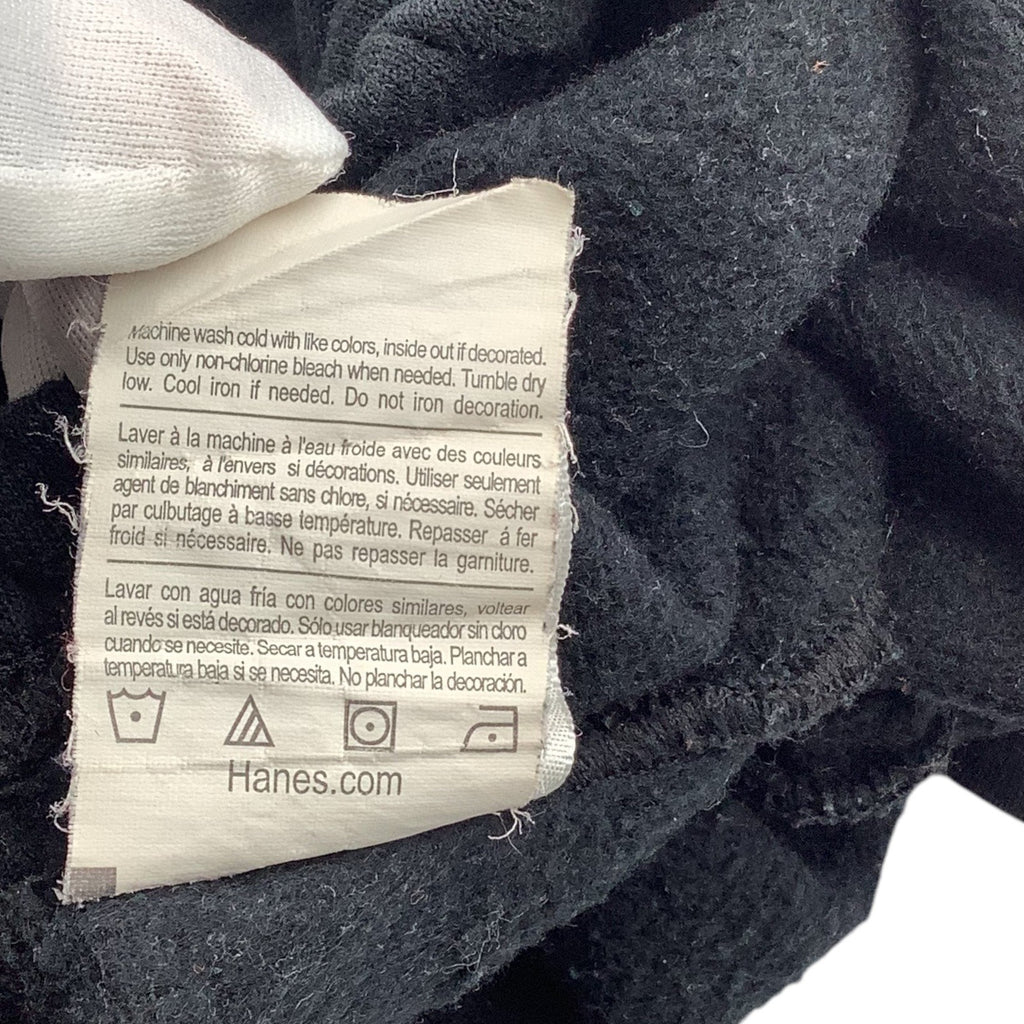 Machine wash cold with like colors, inside out if decorated.
Use only non-chlorine bleach when needed. Tumble dry
low. Cool iron if needed. Do not iron decoration.
Laver à la machine à l'eau froide avec des couleurs
similaires, à l'envers si décorations. Utiliser seulement
agent de blanchiment sans chlore, si nécessaire. Sécher
par culbutage à basse température. Repasser á fer
froid si nécessaire. Ne pas repasser la garniture.
Lavar con agua fría con colores similares, voltear
al revés si está decorado. Sólo usar blanqueador sin cloro
cuando se necesite. Secar a temperatura baja. Planchar a
temperatura baja si se necesita. No planchar la decoración.
Hanes.com